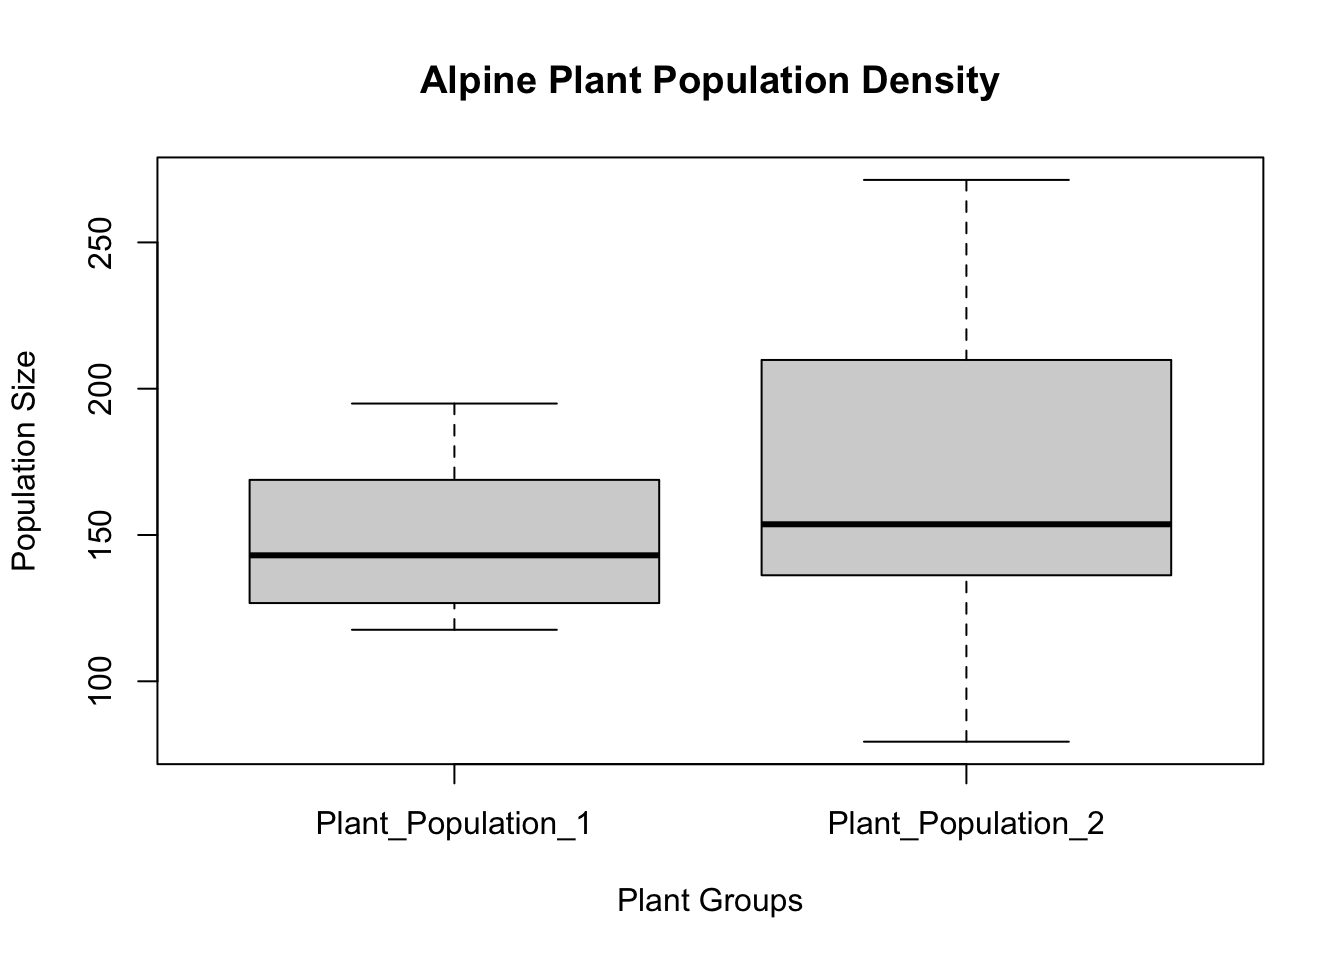 Alpine Plant Population Density
Population Size
250
200
150
100
Plant_Population_1
Plant_Population_2
Plant Groups